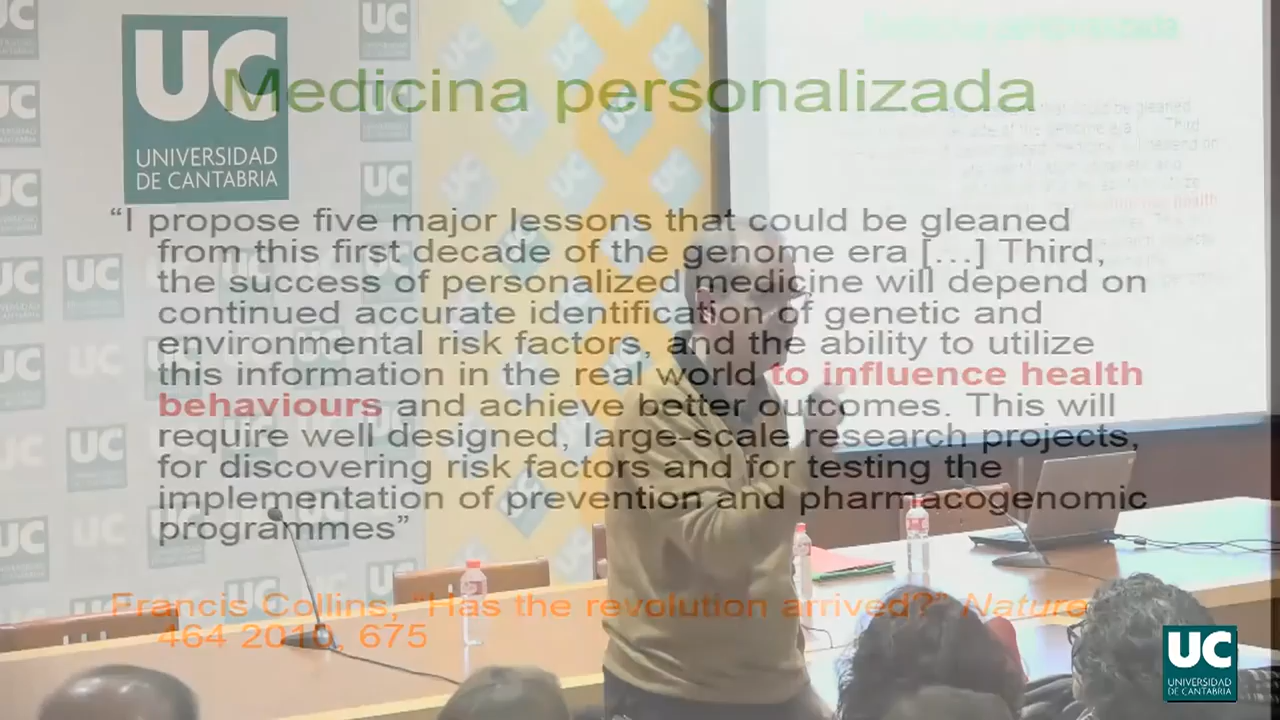 UC
UNIVERSIDAD
DE CANTABRIA
Medicina personalizada
“I propose five major lessons that could be gleaned
from this first decade of the genome era […] Third,
the success of personalized medicine will depend on
continued accurate identification of genetic and
environmental risk factors, and the ability to utilize
this information in the real world to influence health
behaviours and achieve better outcomes. This will
require well designed, large-scale research projects,
for discovering risk factors and for testing the
implementation of prevention and pharmacogenomic
programmes”
Francis Collins, “Has the revolution arrived?” Nature
464 2010, 675
UC
UNIVERSIDAD
DE CANTABRIA